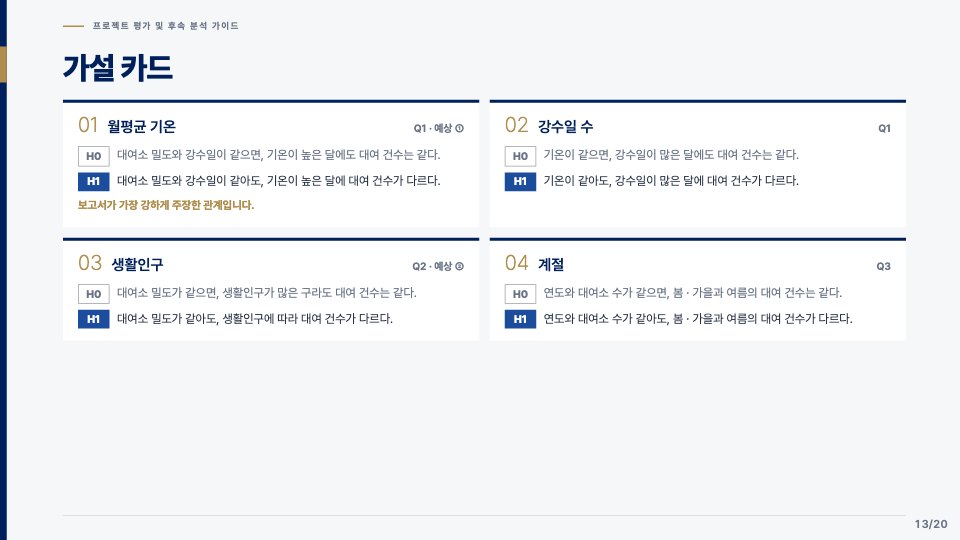 프로젝트 평가 및 후속 분석 가이드
가설 카드
01 월평균 기온 Q1 · 예상 ①
H0 대여소 밀도와 강수일이 같으면, 기온이 높은 달에도 대여 건수는 같다.
H1 대여소 밀도와 강수일이 같아도, 기온이 높은 달에 대여 건수가 다르다.
보고서가 가장 강하게 주장한 관계입니다.
02 강수일 수 Q1
H0 기온이 같으면, 강수일이 많은 달에도 대여 건수는 같다.
H1 기온이 같아도, 강수일이 많은 달에 대여 건수가 다르다.
03 생활인구 Q2 · 예상 ②
H0 대여소 밀도가 같으면, 생활인구가 많은 구라도 대여 건수는 같다.
H1 대여소 밀도가 같아도, 생활인구에 따라 대여 건수가 다르다.
04 계절 Q3
H0 연도와 대여소 수가 같으면, 봄 · 가을과 여름의 대여 건수는 같다.
H1 연도와 대여소 수가 같아도, 봄 · 가을과 여름의 대여 건수가 다르다.
13/20